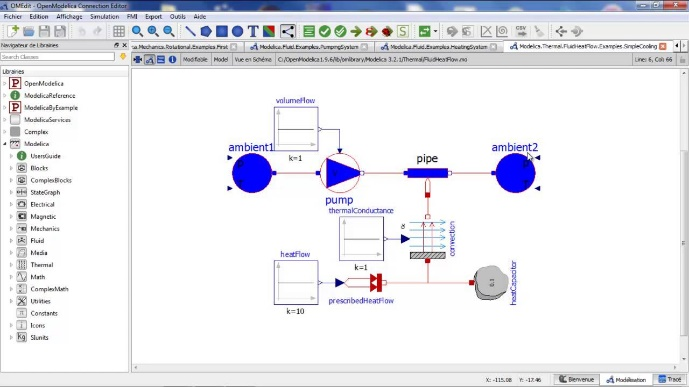 OMEdit - OpenModelica Connection Editor
Fichier Edition Affichage Simulation FMI Export Outils Aide
ca.Mechanics.Rotational.Examples.First
Modelica.Fluid.Examples.PumpingSystem
Modelica.Fluid.Examples.HeatingSystem
Modelica.Thermal.FluidHeatFlow.Examples.SimpleCooling
Navigateur de Librairies
Search Classes
Modifiable Model Vue en Schéma C:/OpenModelica1.9.6/lib/omlibrary/Modelica 3.2.1/Thermal/FluidHeatFlow.mo
Line: 6, Col: 66
Libraries
OpenModelica
ModelicaReference
ModelicaByExample
ModelicaServices
Complex
Modelica
UsersGuide
Blocks
ComplexBlocks
StateGraph
Electrical
Magnetic
Mechanics
Fluid
Media
Thermal
Math
ComplexMath
Utilities
Constants
Icons
SIunits
volumeFlow
k=1
ambient1
pump
pipe
ambient2
thermalConductance
k=1
convection
heatFlow
k=10
prescribedHeatFlow
heatCapacitor
X: -115.08 Y: -17.46
Bienvenue
Modélisation
Tracé